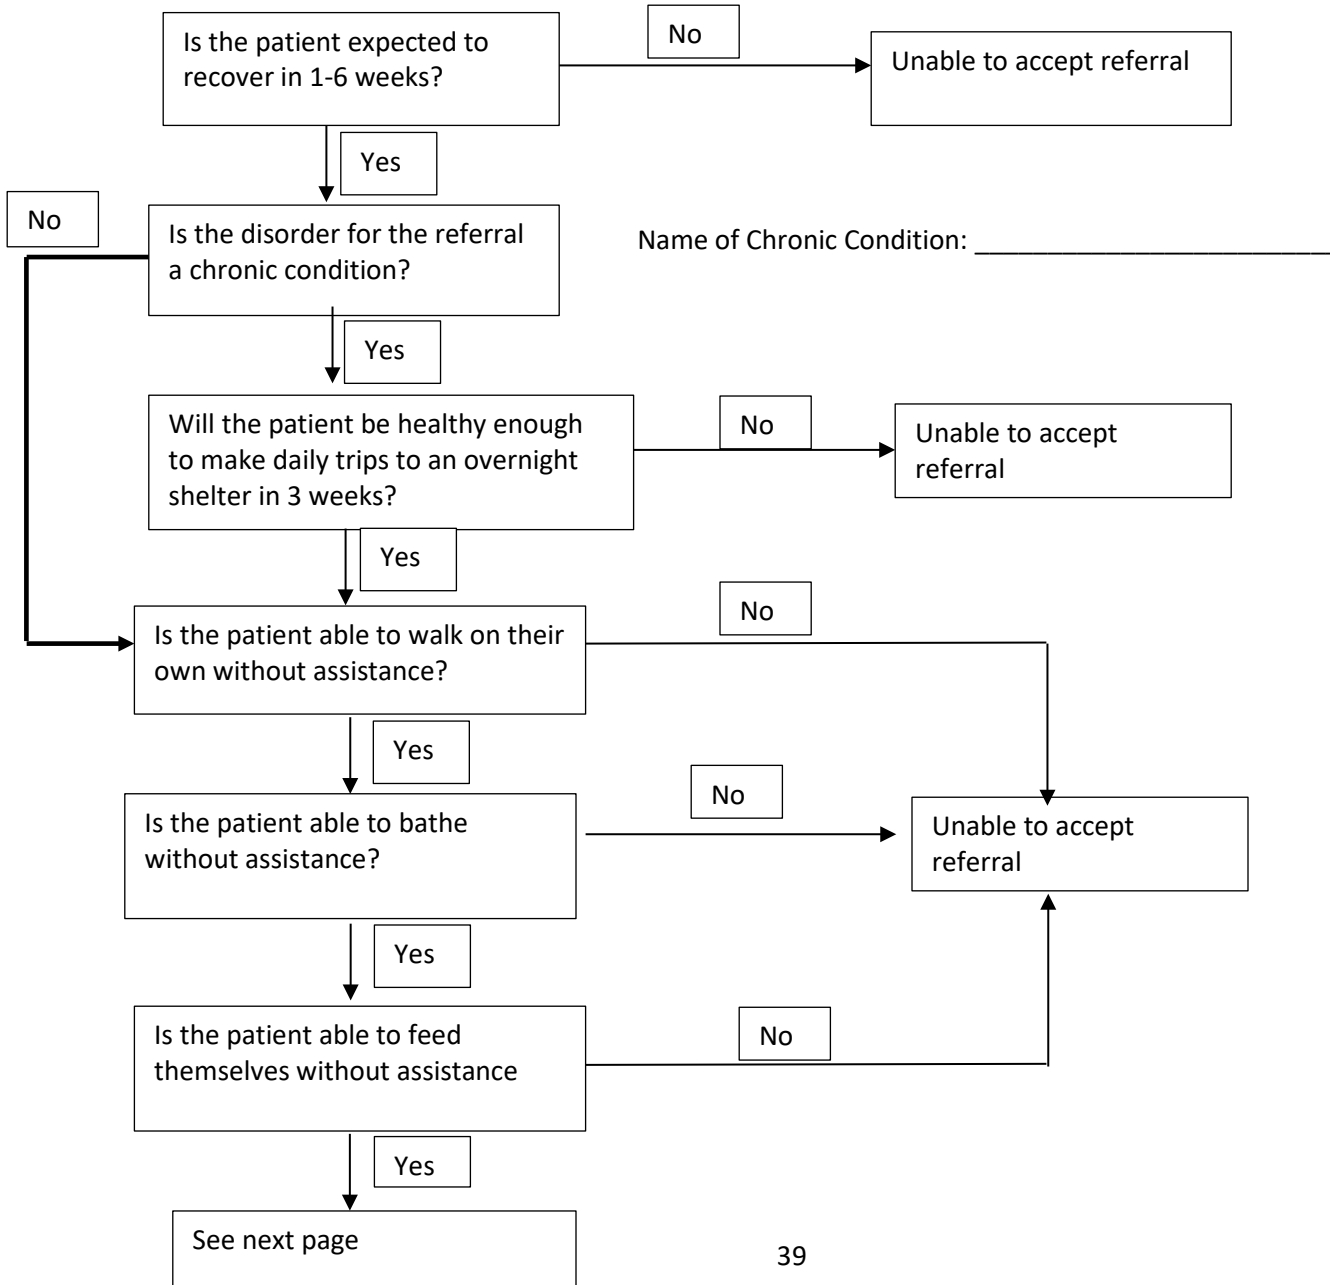 Is the patient expected to
recover in 1-6 weeks?
No
Unable to accept referral
Yes
No
Is the disorder for the referral
a chronic condition?
Name of Chronic Condition: ___________________________
Yes
Will the patient be healthy enough
to make daily trips to an overnight
shelter in 3 weeks?
No
Unable to accept
referral
Yes
Is the patient able to walk on their
own without assistance?
No
Yes
Is the patient able to bathe
without assistance?
No
Unable to accept
referral
Yes
Is the patient able to feed
themselves without assistance
No
Yes
See next page
39